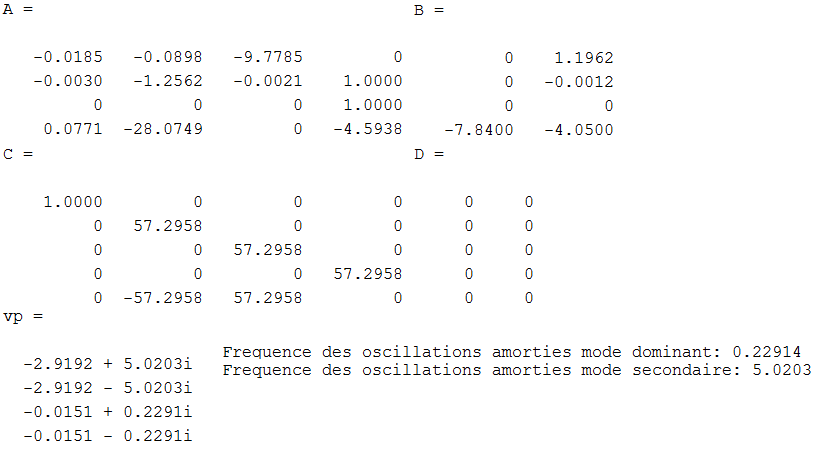 A =
B =
-0.0185 -0.0898 -9.7785 0
0 1.1962
-0.0030 -1.2562 -0.0021 1.0000
0 -0.0012
0 0 0 1.0000
0 0
0.0771 -28.0749 0 -4.5938
-7.8400 -4.0500
C =
D =
1.0000 0 0 0
0 0
0 57.2958 0 0
0 0
0 0 57.2958 0
0 0
0 0 0 57.2958
0 0
0 -57.2958 57.2958 0
0 0
vp =
-2.9192 + 5.0203i
-2.9192 - 5.0203i
-0.0151 + 0.2291i
-0.0151 - 0.2291i
Frequence des oscillations amorties mode dominant: 0.22914
Frequence des oscillations amorties mode secondaire: 5.0203